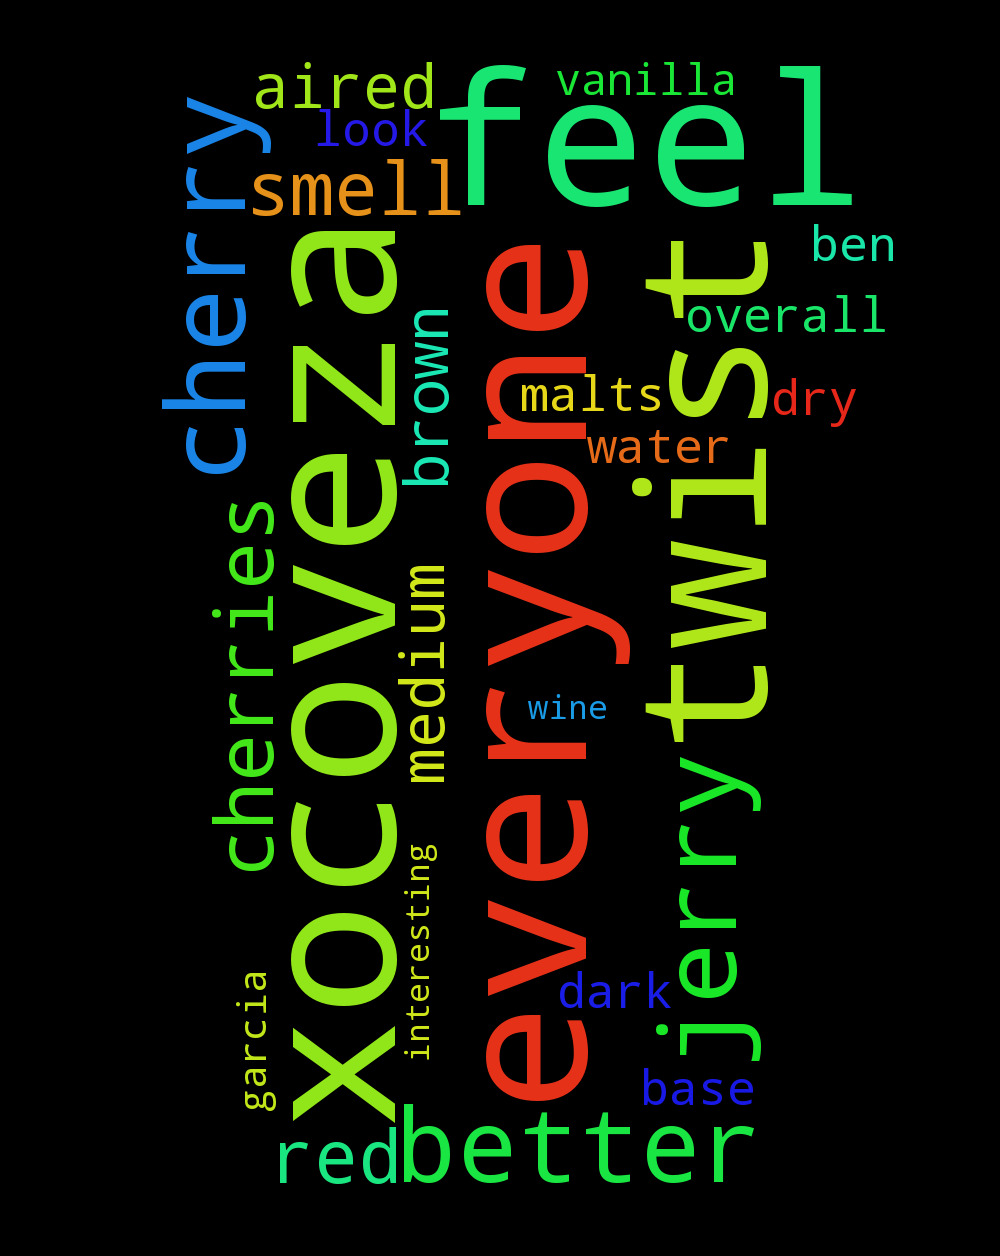 aired
vanilla
feel
look
cherry
smell
xocoveza
everyone
twist
ben
overall
brown
malts
dry
water
cherries
medium
wine
jerry
interesting
garcia
dark
base
better
red